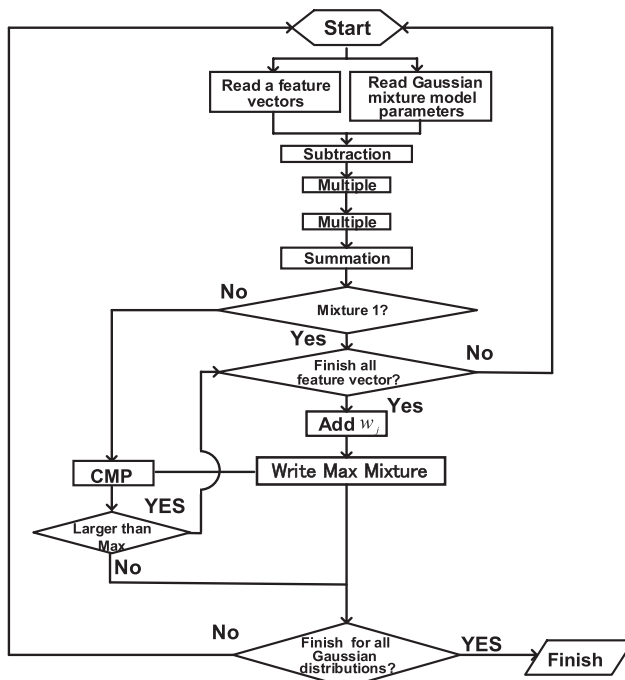 Start
Read a feature
vectors
Read Gaussian
mixture model
parameters
Subtraction
Multiple
Multiple
Summation
No
Mixture 1?
Yes
No
Finish all
feature vector?
Yes
Add w_j
CMP
Write Max Mixture
YES
Larger than
Max
No
No
Finish for all
Gaussian
distributions?
YES
Finish